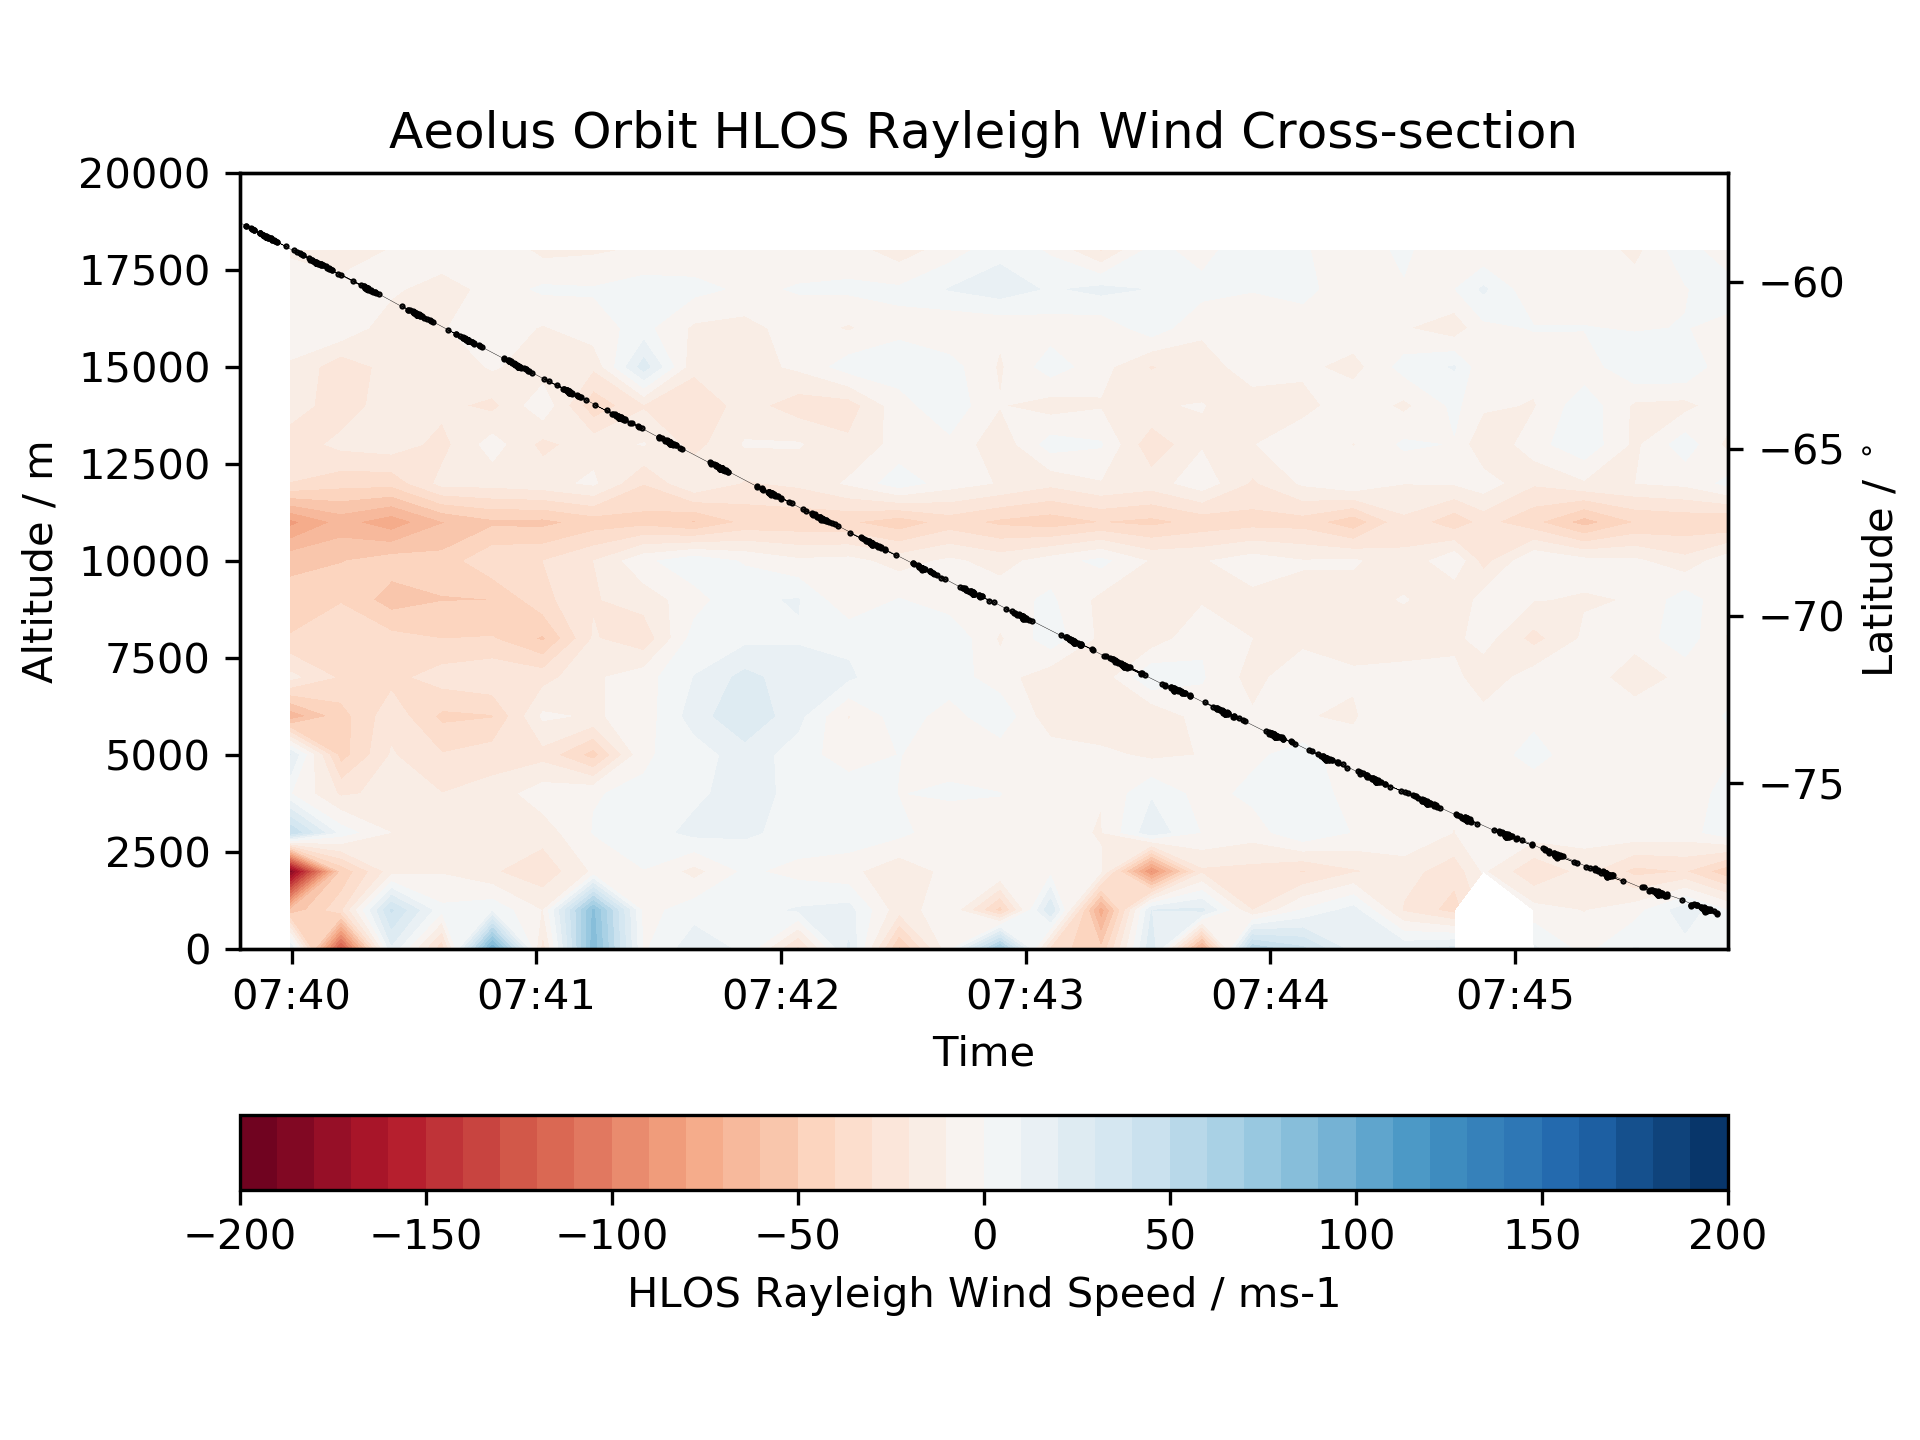 Aeolus Orbit HLOS Rayleigh Wind Cross-section
20000
17500
15000
12500
10000
7500
5000
2500
0
Altitude / m
−60
−65
−70
−75
Latitude / °
07:40 07:41 07:42 07:43 07:44 07:45
Time
−200 −150 −100 −50 0 50 100 150 200
HLOS Rayleigh Wind Speed / ms-1